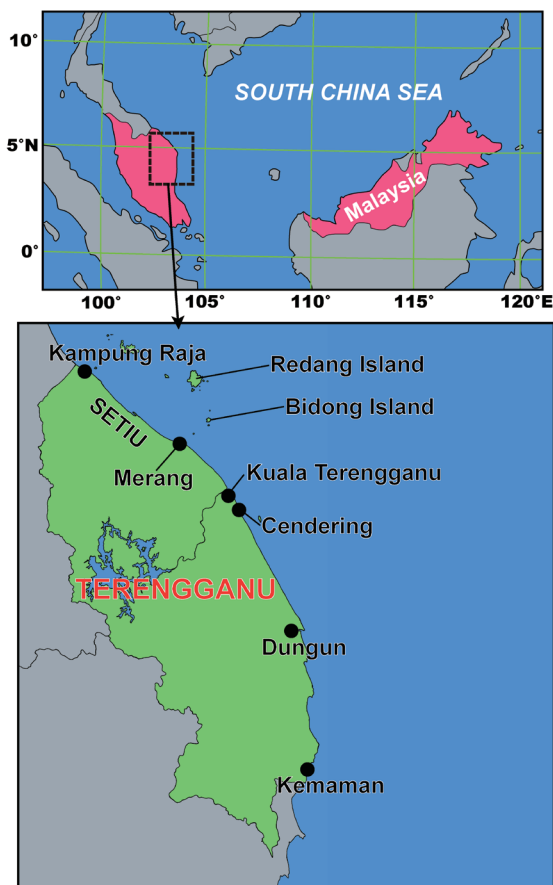 10°
SOUTH CHINA SEA
5°N
Malaysia
0°
100° 105° 110° 115° 120°E
Kampung Raja
Redang Island
SETIU
Bidong Island
Merang
Kuala Terengganu
Cendering
TERENGGANU
Dungun
Kemaman